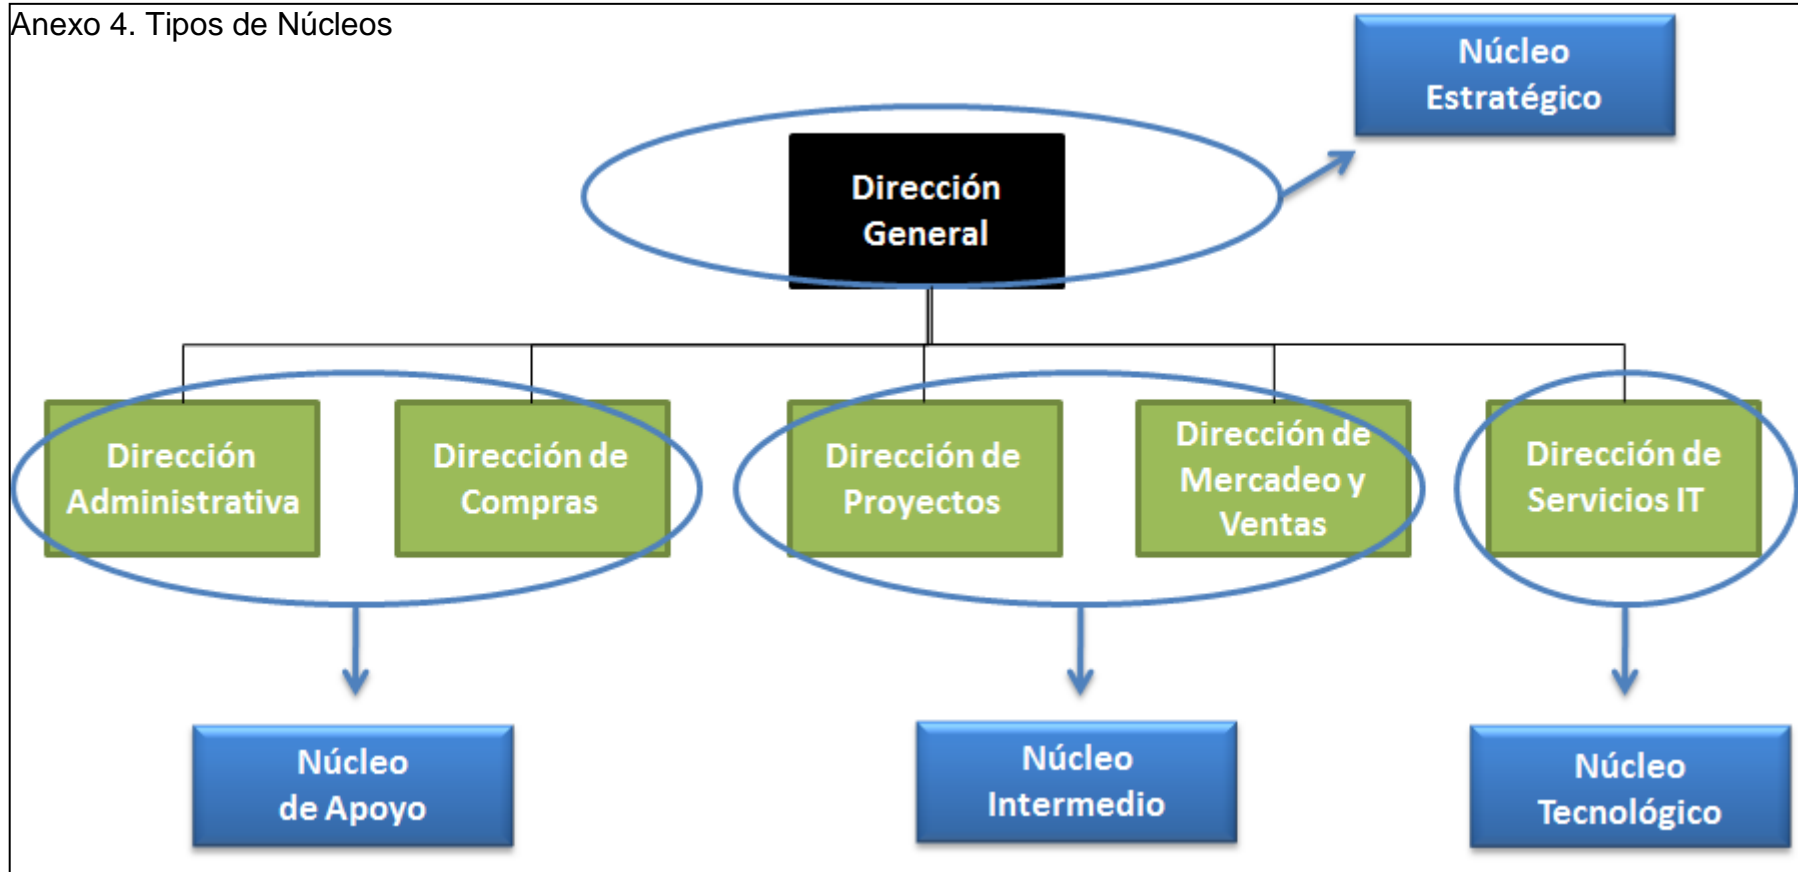 Anexo 4. Tipos de Núcleos
Núcleo
Estratégico
Dirección
General
Dirección
Administrativa
Dirección de
Compras
Dirección de
Proyectos
Dirección de
Mercadeo y
Ventas
Dirección de
Servicios IT
Núcleo
de Apoyo
Núcleo
Intermedio
Núcleo
Tecnológico